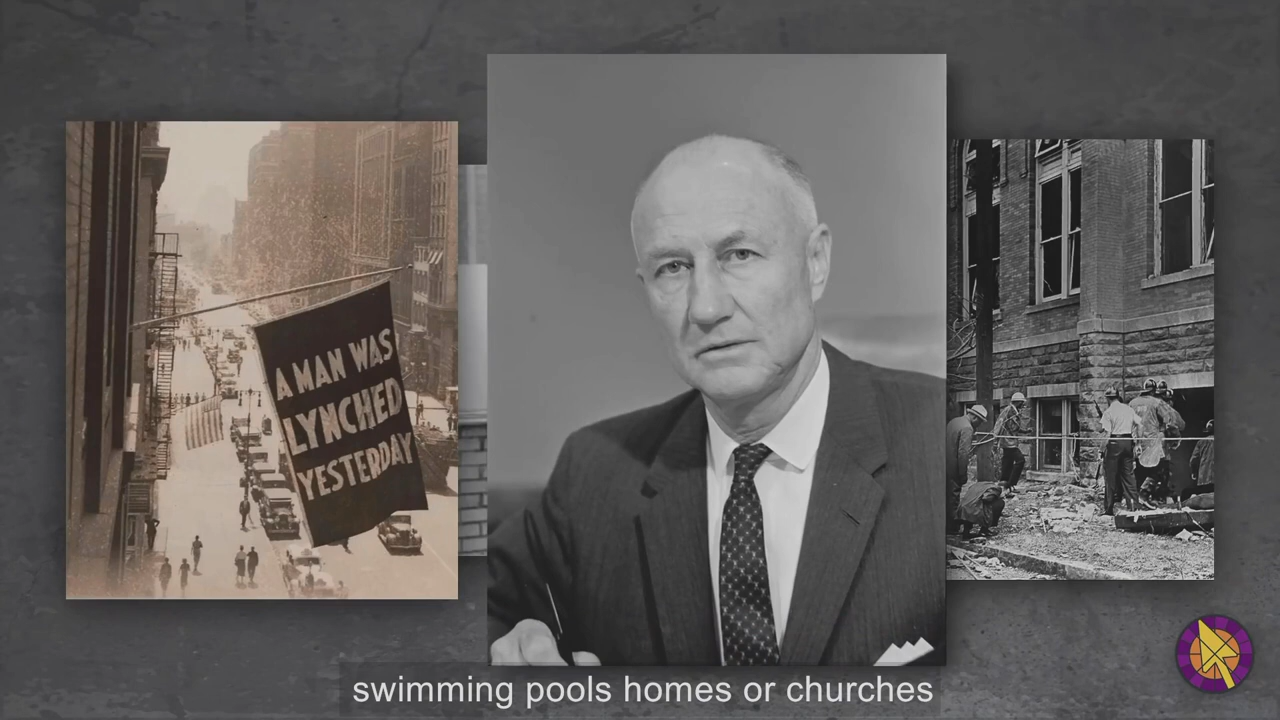 A MAN WAS
LYNCHED
YESTERDAY
swimming pools homes or churches